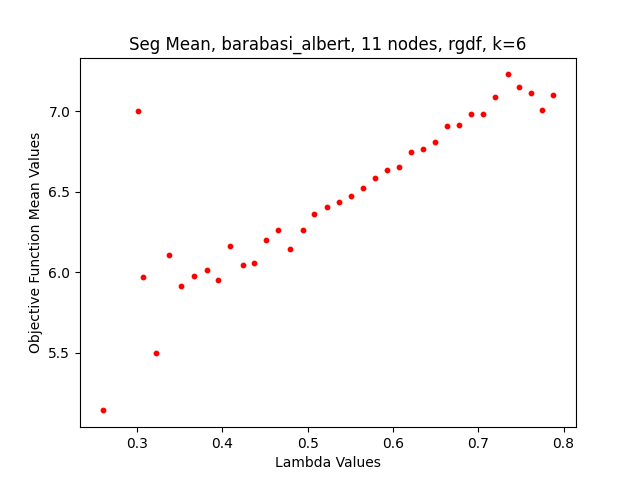 Seg Mean, barabasi_albert, 11 nodes, rgdf, k=6
Objective Function Mean Values
7.0
6.5
6.0
5.5
0.3 0.4 0.5 0.6 0.7 0.8
Lambda Values